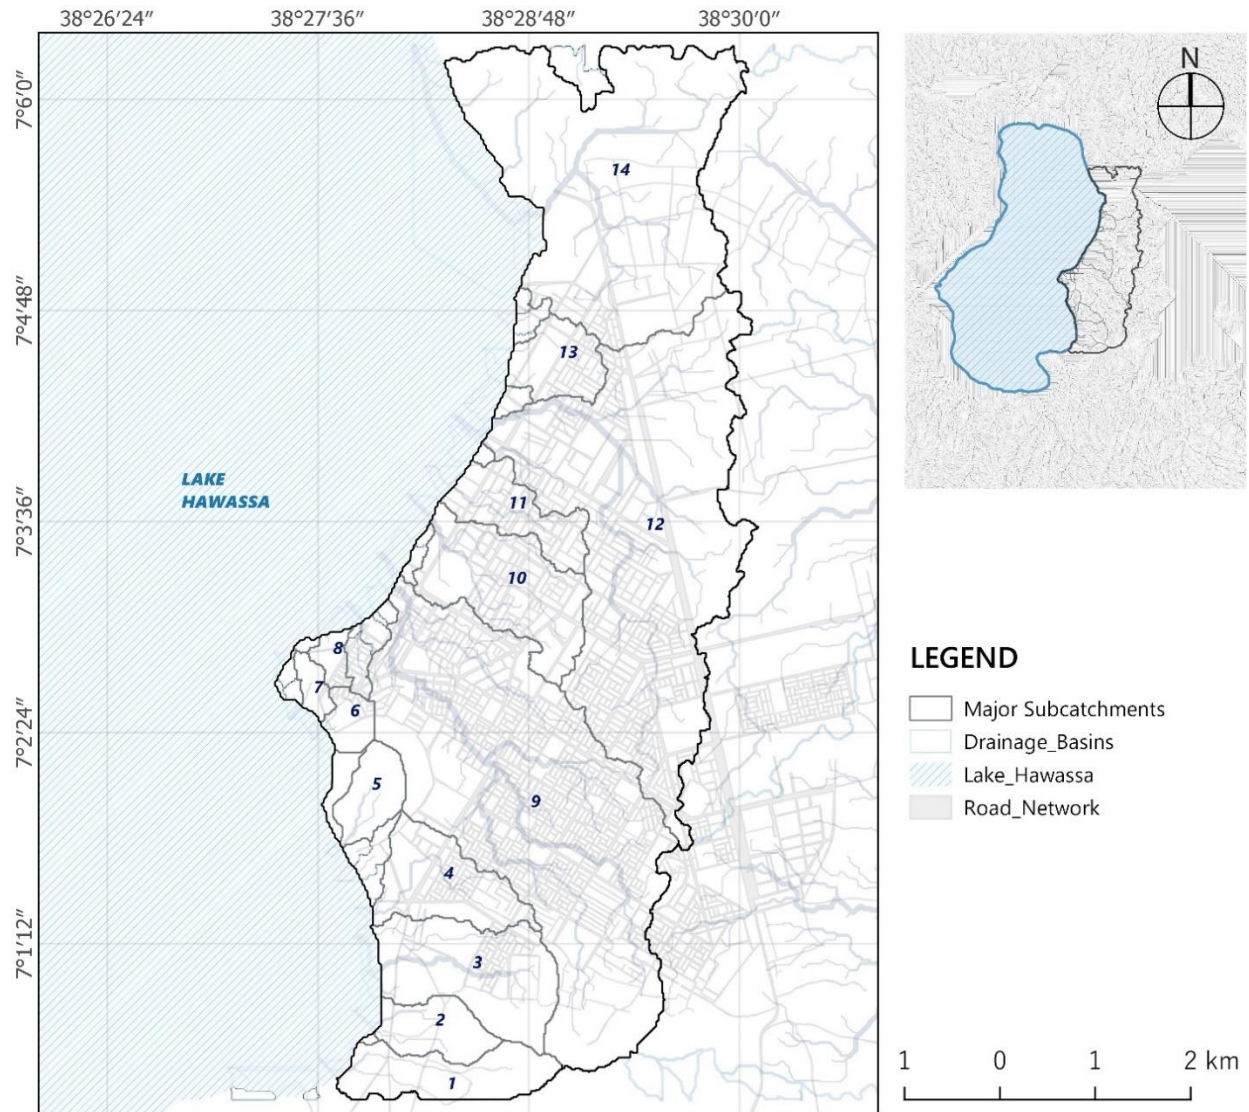 38°26′24″ 38°27′36″ 38°28′48″ 38°30′0″
7°6′0″
7°4′48″
7°3′36″
7°2′24″
7°1′12″
14
13
LAKE
HAWASSA
11
12
10
8
7
6
5
9
4
3
2
1
N
LEGEND
Major Subcatchments
Drainage_Basins
Lake_Hawassa
Road_Network
1 0 1 2 km